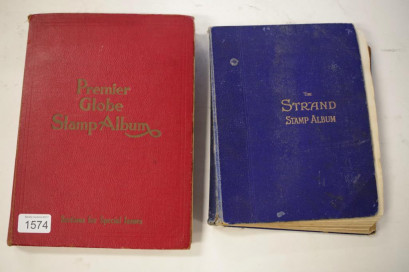 Premier
Globe
Stamp Album
1574
THE
STRAND
STAMP ALBUM